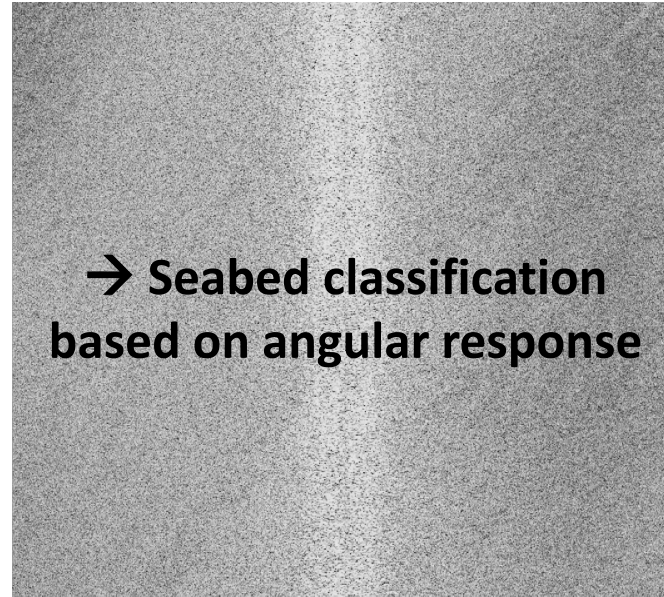 → Seabed classification
based on angular response